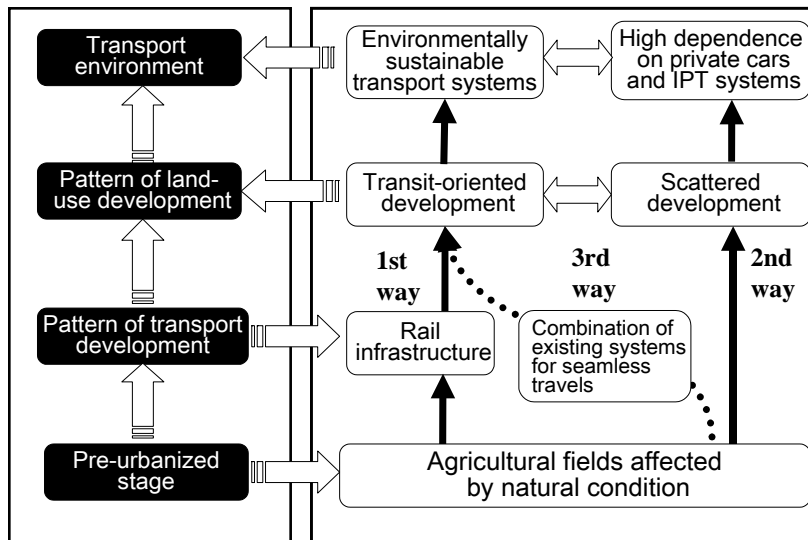 Transport
environment
Environmentally
sustainable
transport systems
High dependence
on private cars
and IPT systems
Pattern of land-
use development
Transit-oriented
development
Scattered
development
1st
way
3rd
way
2nd
way
Pattern of transport
development
Rail
infrastructure
Combination of
existing systems
for seamless
travels
Pre-urbanized
stage
Agricultural fields affected
by natural condition